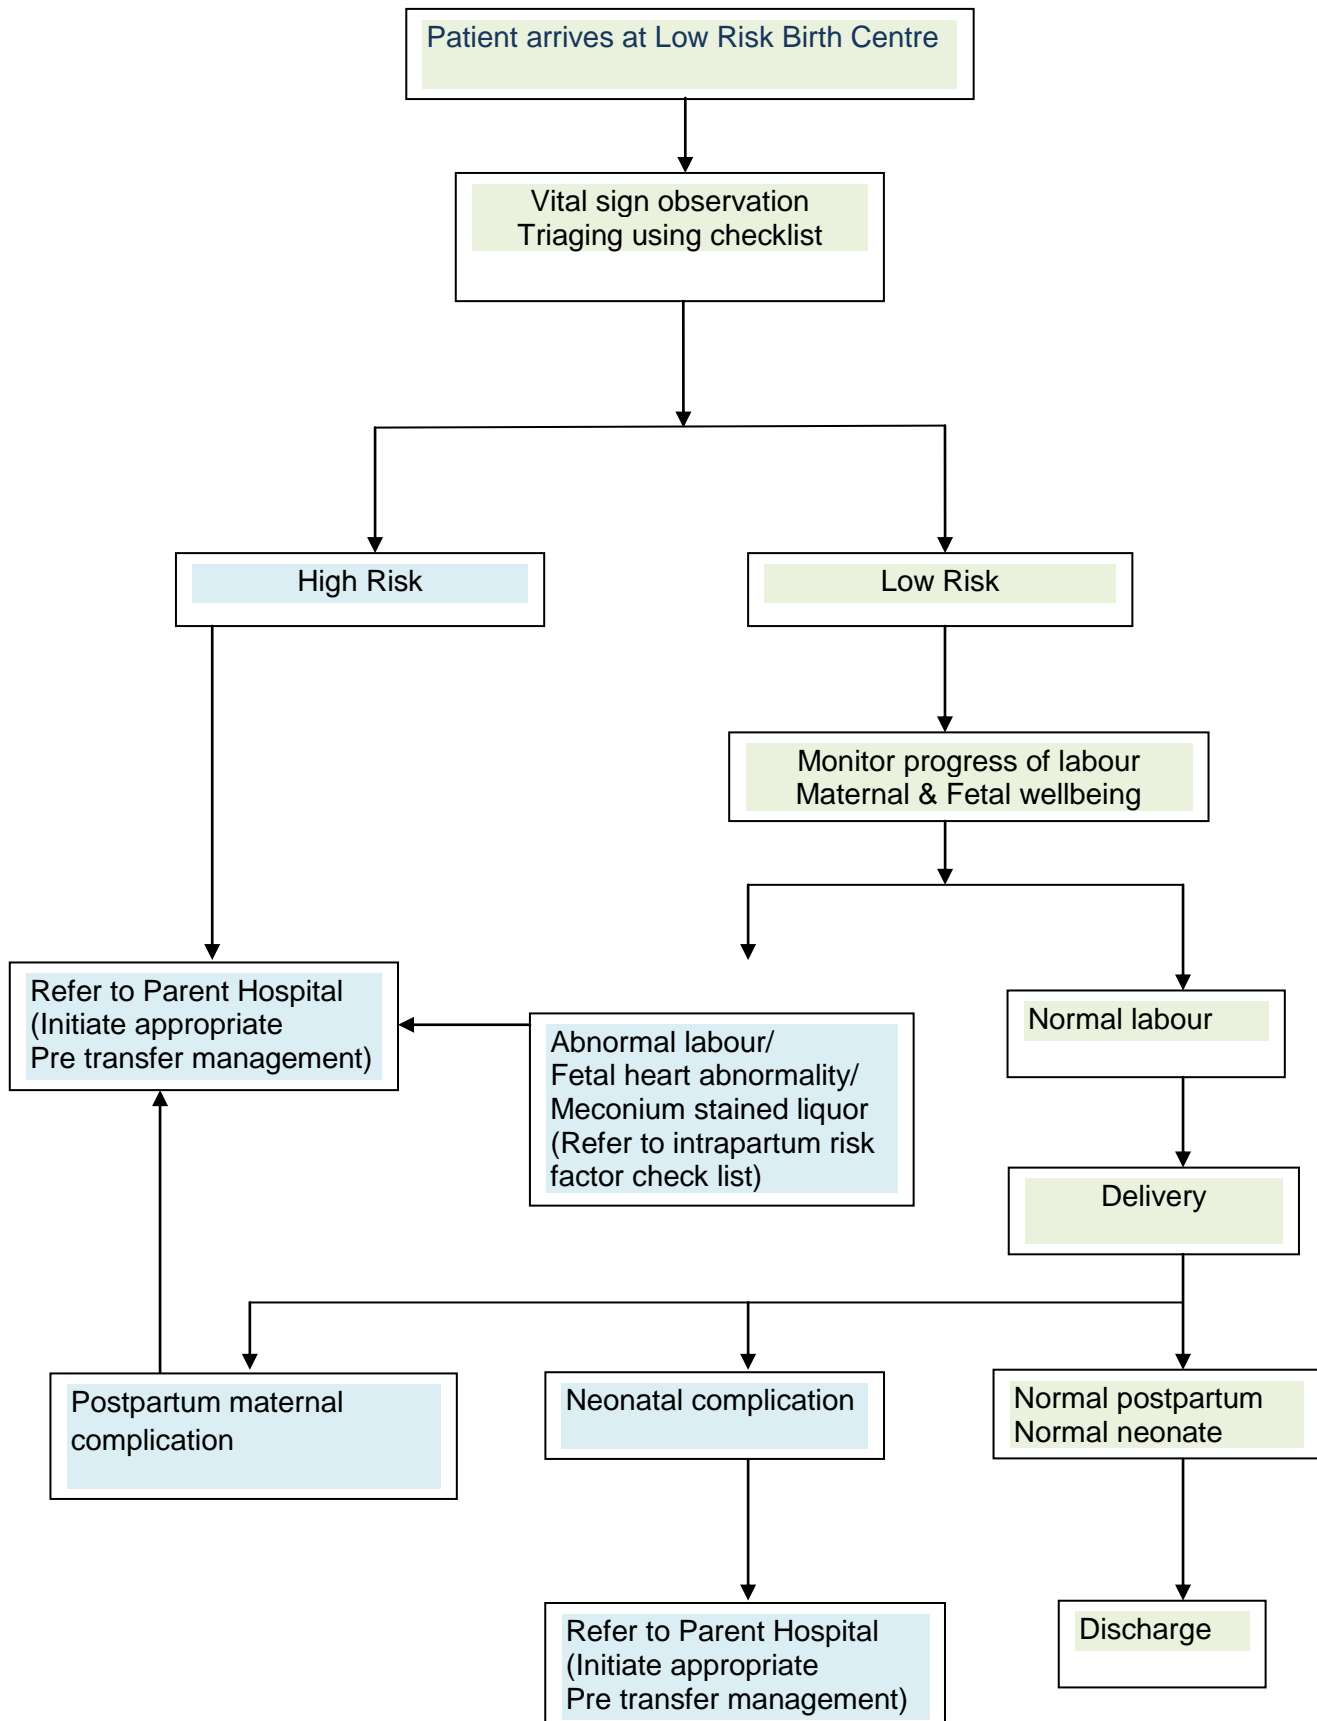 Patient arrives at Low Risk Birth Centre
Vital sign observation
Triaging using checklist
High Risk
Low Risk
Monitor progress of labour
Maternal & Fetal wellbeing
Refer to Parent Hospital
(Initiate appropriate
Pre transfer management)
Abnormal labour/
Fetal heart abnormality/
Meconium stained liquor
(Refer to intrapartum risk
factor check list)
Normal labour
Delivery
Postpartum maternal
complication
Neonatal complication
Normal postpartum
Normal neonate
Refer to Parent Hospital
(Initiate appropriate
Pre transfer management)
Discharge